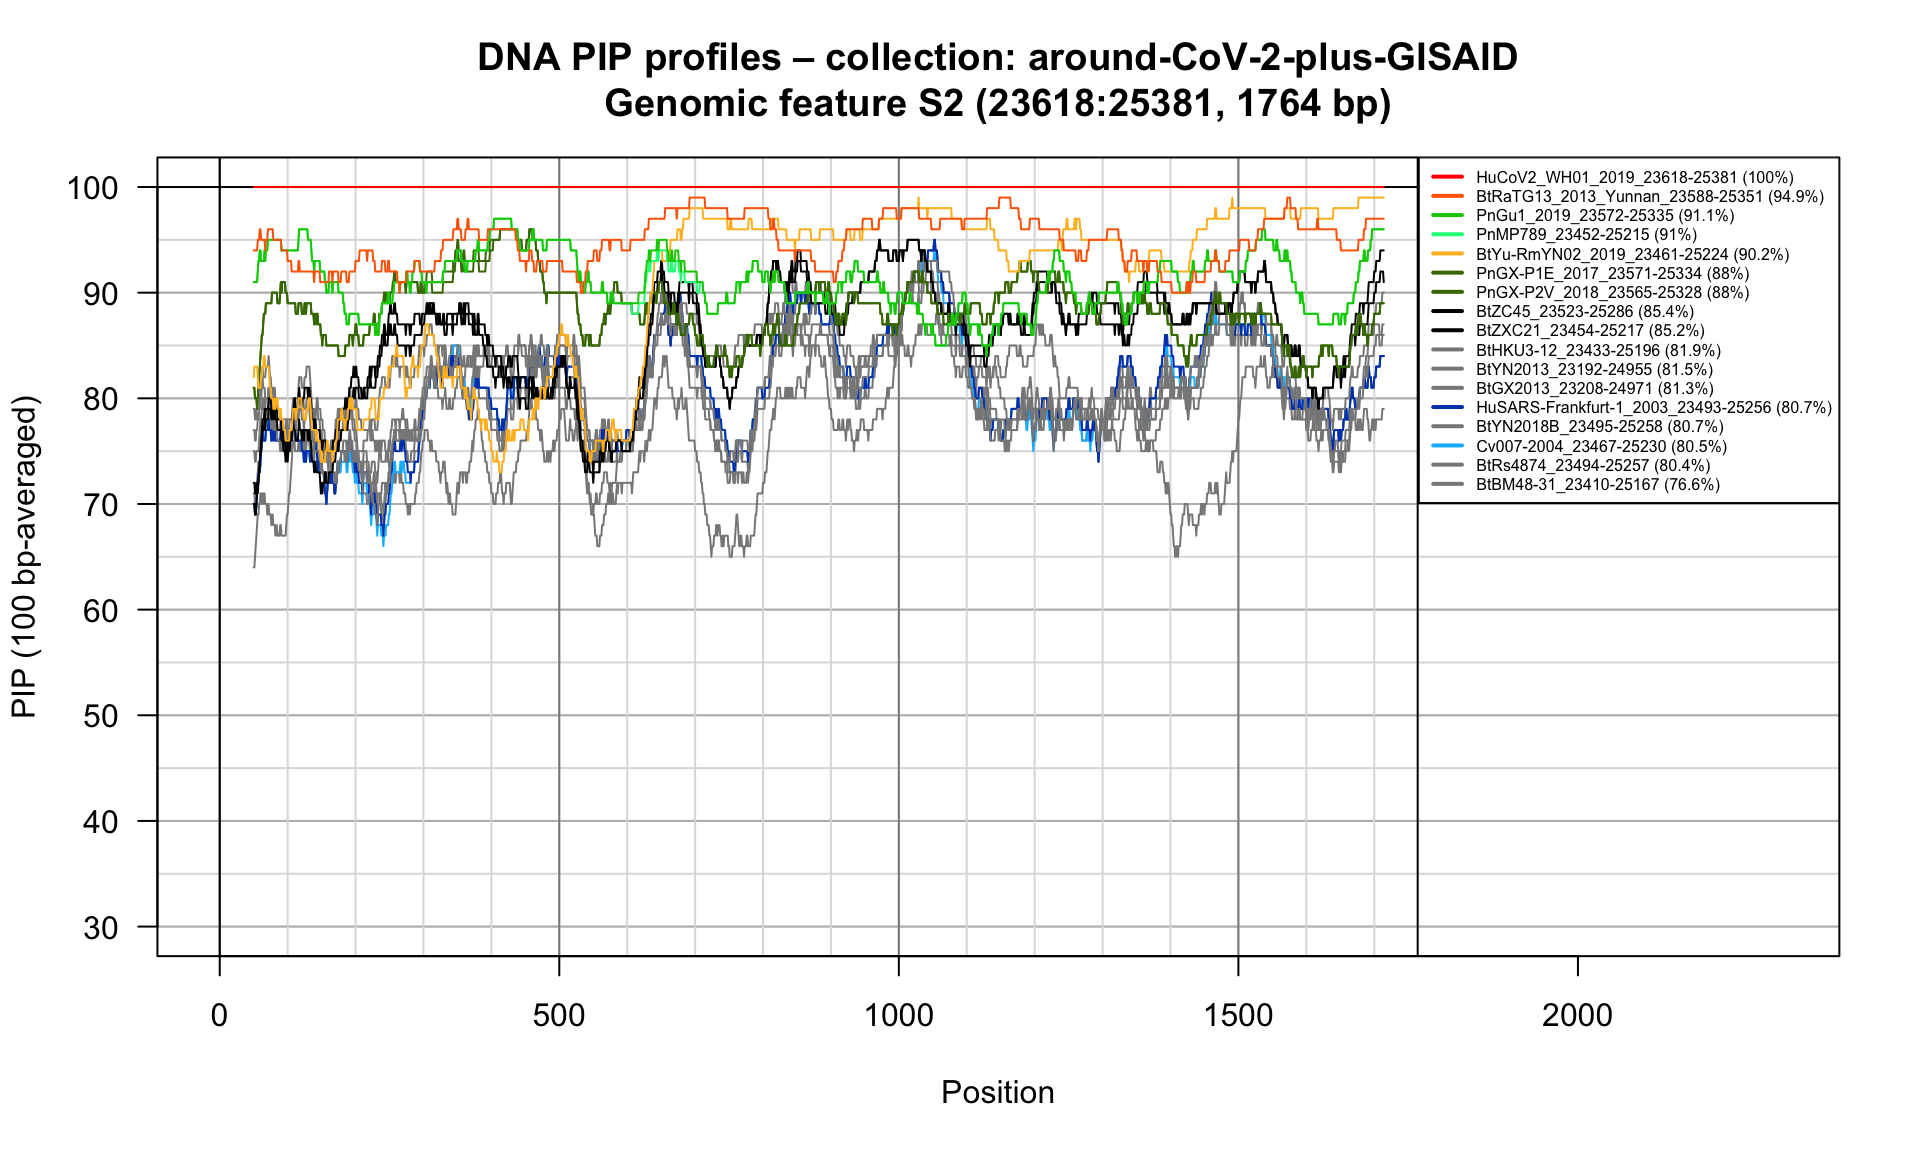 DNA PIP profiles – collection: around-CoV-2-plus-GISAID
Genomic feature S2 (23618:25381, 1764 bp)
HuCoV2_WH01_2019_23618-25381 (100%)
BtRaTG13_2013_Yunnan_23588-25351 (94.9%)
PnGu1_2019_23572-25335 (91.1%)
PnMP789_23452-25215 (91%)
BtYu-RmYN02_2019_23461-25224 (90.2%)
PnGX-P1E_2017_23571-25334 (88%)
PnGX-P2V_2018_23565-25328 (88%)
BtZC45_23523-25286 (85.4%)
BtZXC21_23454-25217 (85.2%)
BtHKU3-12_23433-25196 (81.9%)
BtYN2013_23192-24955 (81.5%)
BtGX2013_23208-24971 (81.3%)
HuSARS-Frankfurt-1_2003_23493-25256 (80.7%)
BtYN2018B_23495-25258 (80.7%)
Cv007-2004_23467-25230 (80.5%)
BtRs4874_23494-25257 (80.4%)
BtBM48-31_23410-25167 (76.6%)
PIP (100 bp-averaged)
100
90
80
70
60
50
40
30
0 500 1000 1500 2000
Position